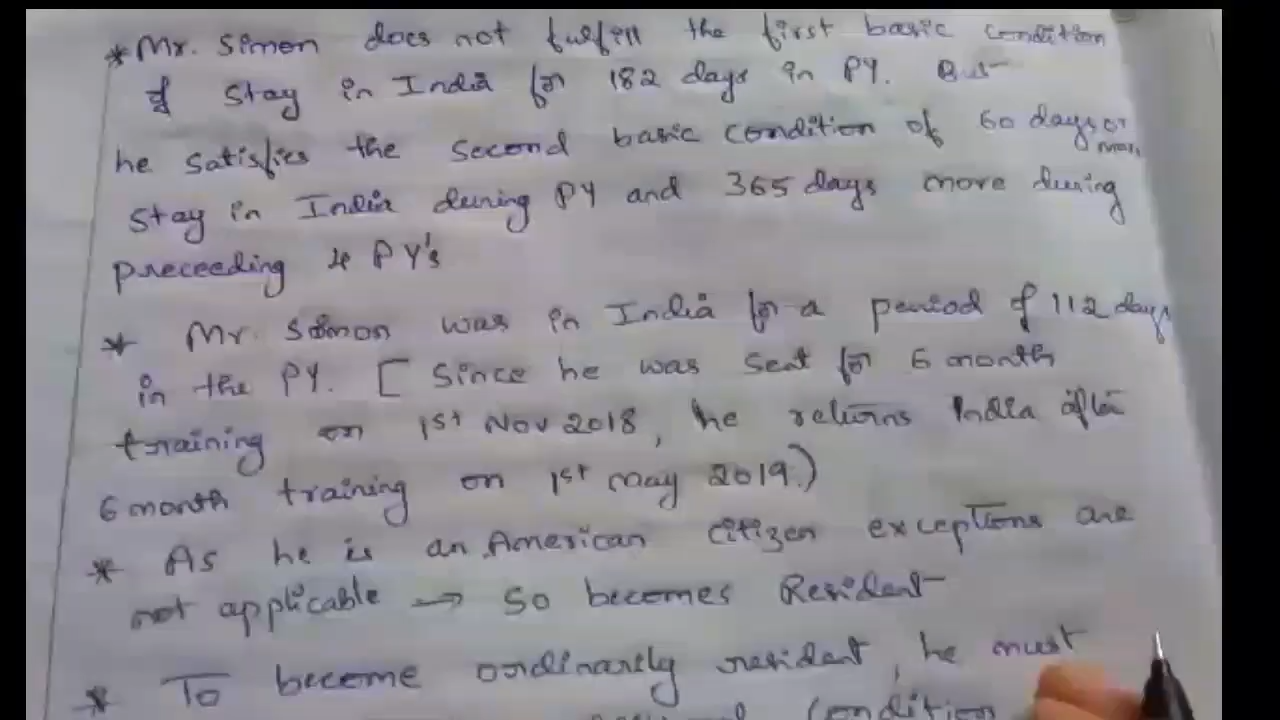 * Mr. Simon does not fulfill the first basic condition
of stay in India for 182 days in PY. But
he satisfies the second basic condition of 60 days or more
stay in India during PY and 365 days more during
preceeding 4 PY's
* Mr. Simon was in India for a period of 112 days
in the PY. [ Since he was sent for 6 month
training on 1st Nov 2018, he returns India after
6 month training on 1st may 2019.)
* As he is an American citizen exceptions are
not applicable → So becomes Resident
* To become ordinarily resident, he must
condition